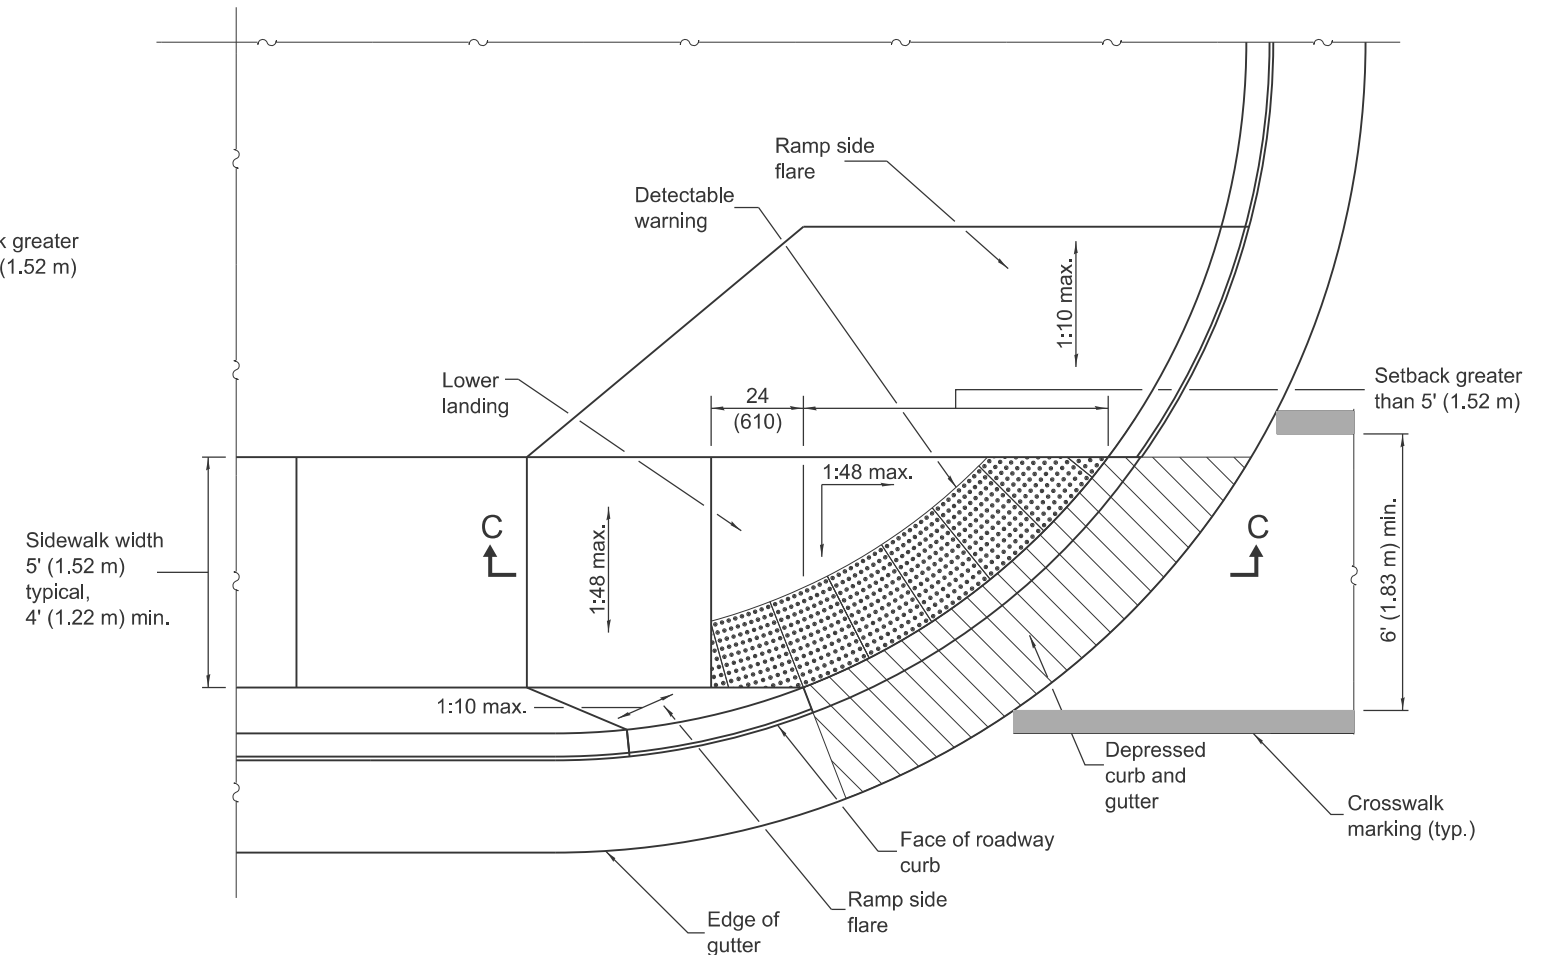 Ramp side
flare
Detectable
warning
k greater
(1.52 m)
1:10 max.
Lower
landing
24
(610)
Setback greater
than 5' (1.52 m)
1:48 max.
C
C
Sidewalk width
5' (1.52 m)
typical,
4' (1.22 m) min.
1:48 max.
6' (1.83 m) min.
1:10 max.
Depressed
curb and
gutter
Crosswalk
marking (typ.)
Face of roadway
curb
Ramp side
flare
Edge of
gutter